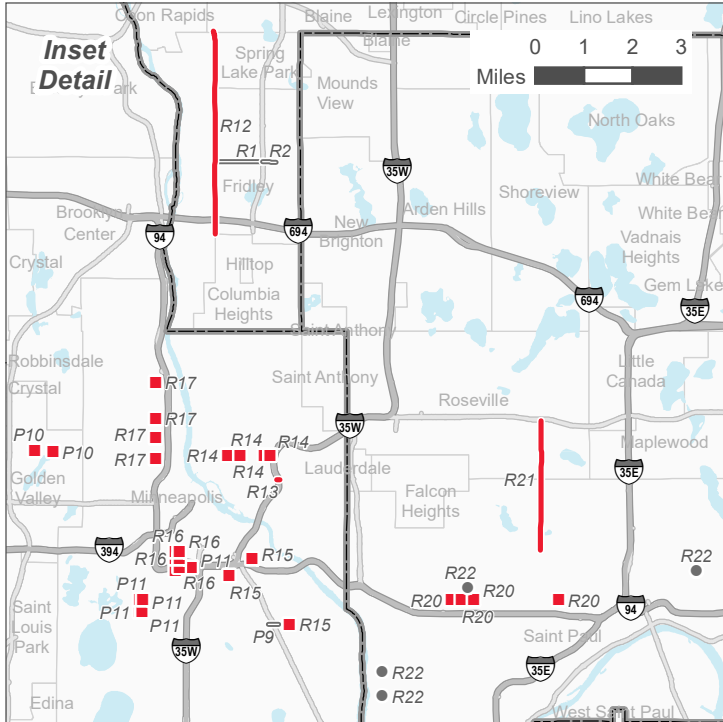 Coon Rapids
Blaine
Lexington
Circle Pines
Lino Lakes
Blaine
Inset
Detail
Spring
Lake Park
Mounds
View
0 1 2 3
Miles
R12
R1
R2
North Oaks
35W
Fridley
Shoreview
White Bear
Brooklyn
Center
94
694
New
Brighton
Arden Hills
White Bear
Vadnais
Heights
Crystal
Hilltop
Columbia
Heights
694
Gem Lake
35E
Saint Anthony
Robbinsdale
Crystal
R17
Saint Anthony
Little
Canada
Roseville
R17
35W
P10
P10
R17
R17
R14
R14
R14
Maplewood
Golden
Valley
Lauderdale
R21
35E
Minneapolis
R13
Falcon
Heights
394
R16
R16
R16
R16
P11
R15
R15
R22
R22
P11
P11
P11
R20
R20
R20
R20
94
Saint
Louis
Park
P9
R15
Saint Paul
35W
R22
R22
35E
Edina
West Saint Paul